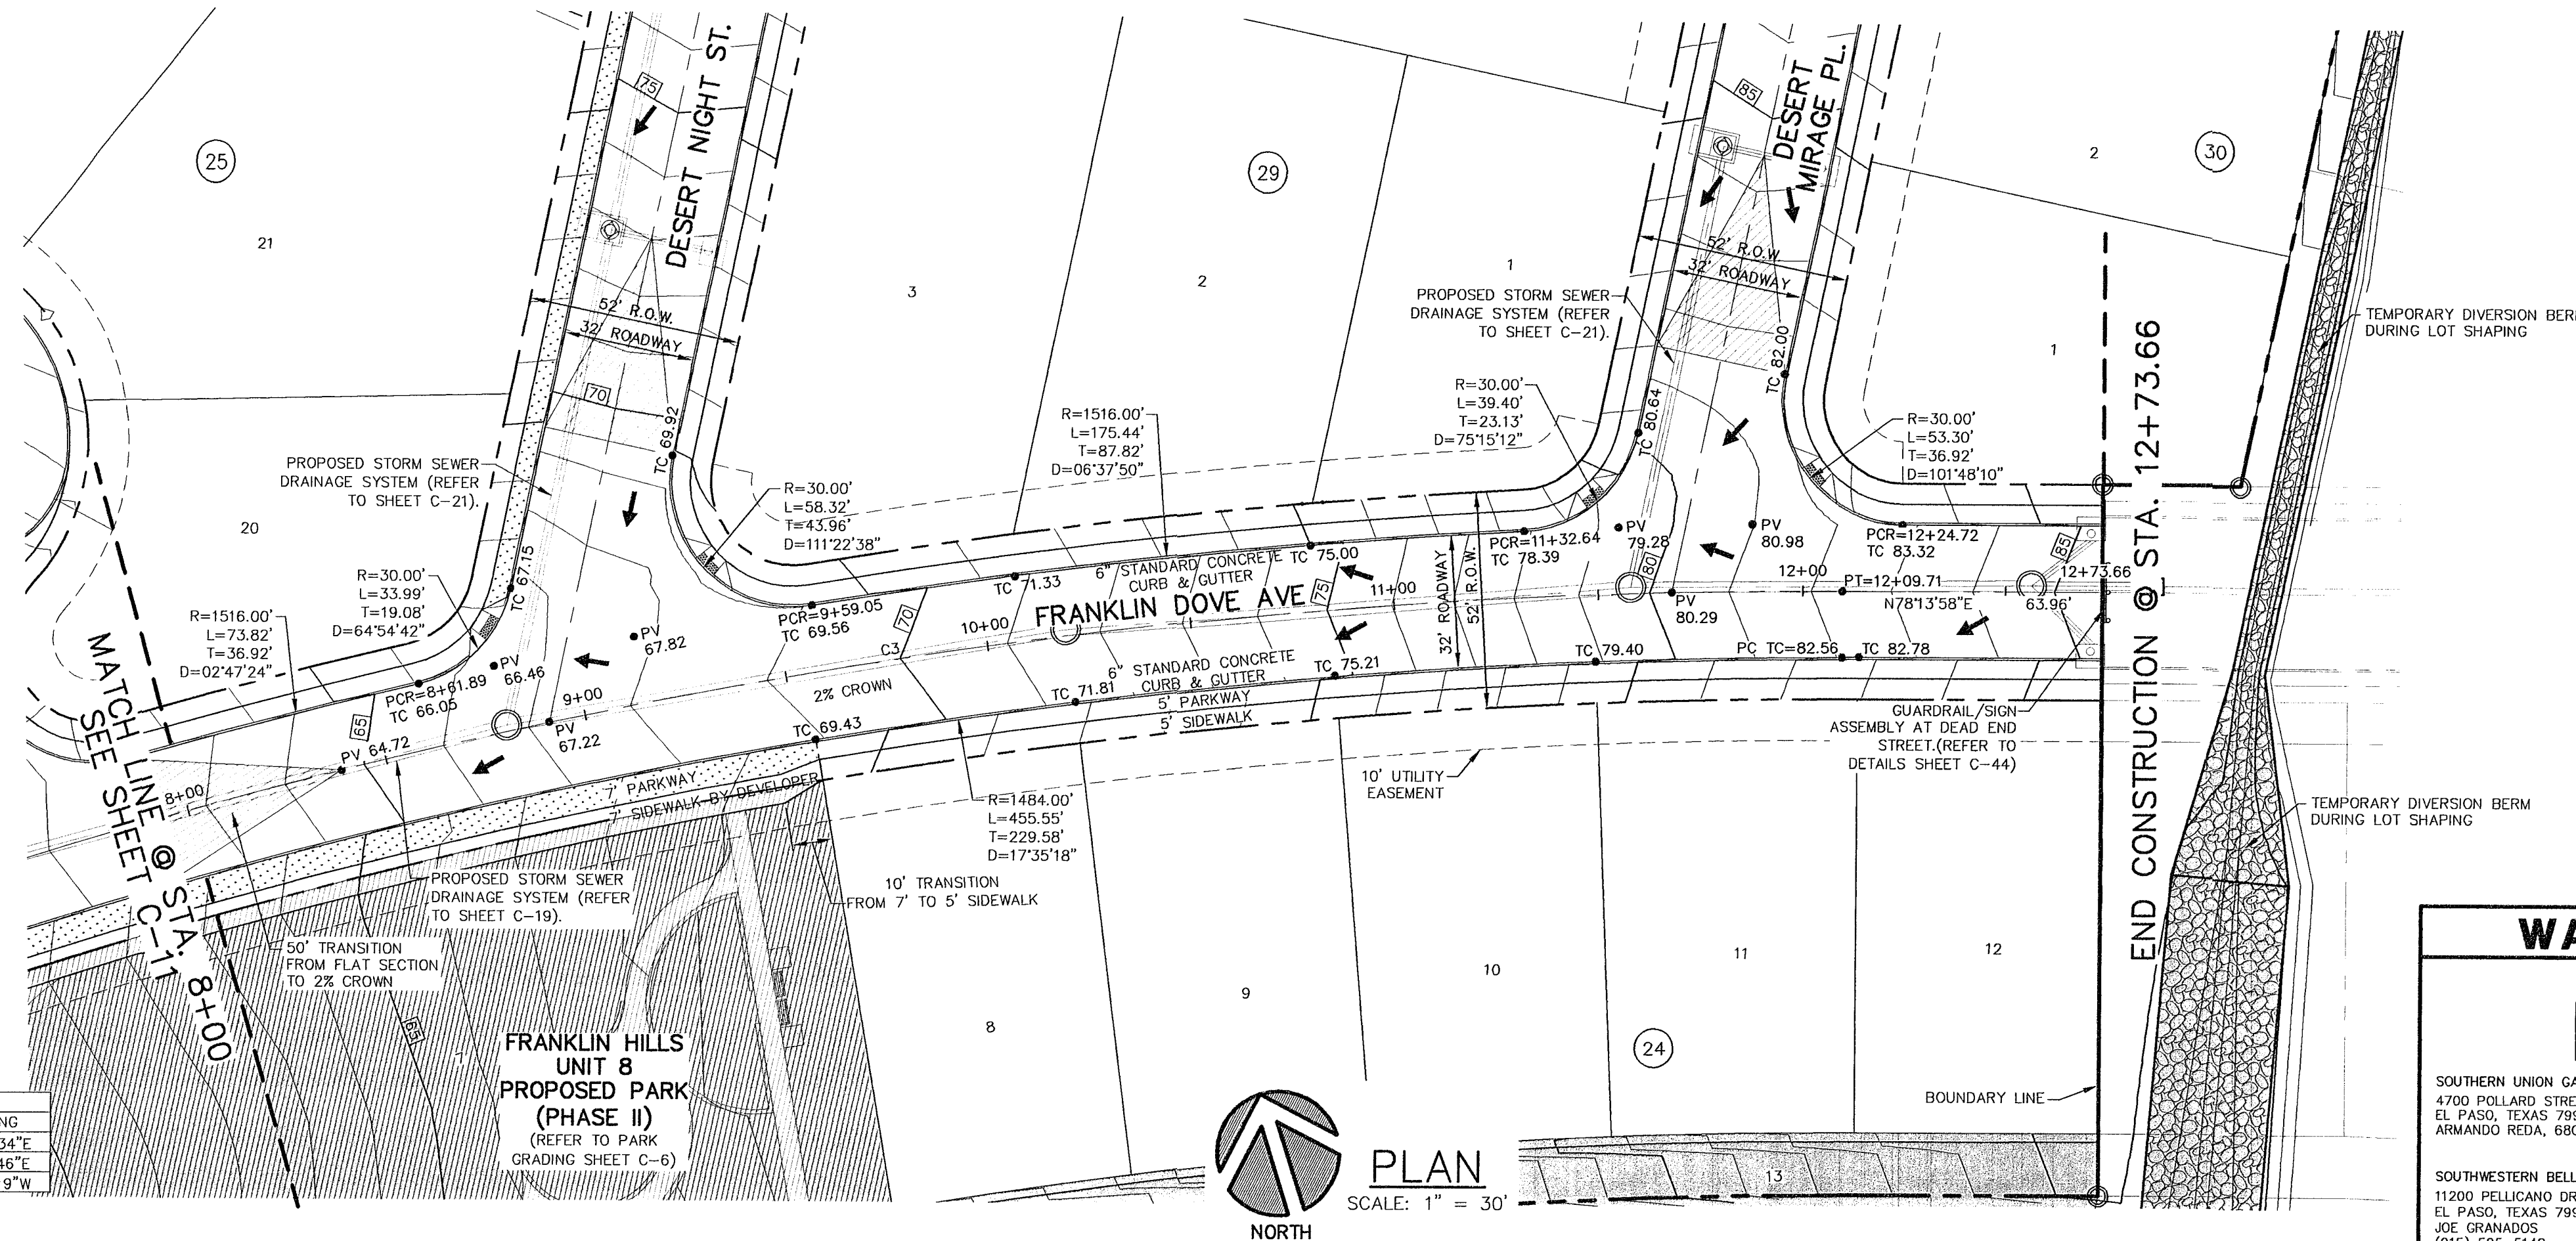 DESERT NIGHT ST.
DESERT
MIRAGE PL.
75
85
25
29
30
2
21
3
2
1
1
52' R.O.W.
32' ROADWAY
52' R.O.W.
32' ROADWAY
PROPOSED STORM SEWER
DRAINAGE SYSTEM (REFER
TO SHEET C-21).
TEMPORARY DIVERSION BER
DURING LOT SHAPING
70
TC 69.92
TC 82.00
TC 80.64
R=30.00'
L=39.40'
T=23.13'
D=75°15'12"
R=1516.00'
L=175.44'
T=87.82'
D=06°37'50"
R=30.00'
L=53.30'
T=36.92'
D=101°48'10"
PROPOSED STORM SEWER
DRAINAGE SYSTEM (REFER
TO SHEET C-21).
R=30.00'
L=58.32'
T=43.96'
D=111°22'38"
20
TC 67.15
R=30.00'
L=33.99'
T=19.08'
D=64°54'42"
R=1516.00'
L=73.82'
T=36.92'
D=02°47'24"
PCR=8+61.89
TC 66.05
PV
66.46
PV
67.82
PV
67.22
9+00
PV 64.72
65
8+00
PCR=9+59.05
TC 69.56
C3
70
10+00
TC 71.33
6" STANDARD CONCRETE
CURB & GUTTER
FRANKLIN DOVE AVE
TC 75.00
75
11+00
32' ROADWAY
52' R.O.W.
PCR=11+32.64
TC 78.39
PV
79.28
80
PV
80.98
PV
80.29
12+00
PT=12+09.71
N78°13'58"E
PCR=12+24.72
TC 83.32
85
12+73.66
63.96'
2% CROWN
TC 69.43
TC 71.81
6" STANDARD CONCRETE
CURB & GUTTER
5' PARKWAY
5' SIDEWALK
TC 75.21
TC 79.40
PC TC=82.56
TC 82.78
7' PARKWAY
7' SIDEWALK BY DEVELOPER
R=1484.00'
L=455.55'
T=229.58'
D=17°35'18"
10' TRANSITION
FROM 7' TO 5' SIDEWALK
10' UTILITY
EASEMENT
GUARDRAIL/SIGN
ASSEMBLY AT DEAD END
STREET.(REFER TO
DETAILS SHEET C-44)
END CONSTRUCTION @ STA. 12+73.66
TEMPORARY DIVERSION BERM
DURING LOT SHAPING
MATCH LINE @ STA. 8+00
SEE SHEET C-11
PROPOSED STORM SEWER
DRAINAGE SYSTEM (REFER
TO SHEET C-19).
50' TRANSITION
FROM FLAT SECTION
TO 2% CROWN
65
7
8
9
10
11
12
24
13
FRANKLIN HILLS
UNIT 8
PROPOSED PARK
(PHASE II)
(REFER TO PARK
GRADING SHEET C-6)
BOUNDARY LINE
NORTH
PLAN
SCALE: 1" = 30'
NG
34"E
46"E
9"W
WA
SOUTHERN UNION GA
4700 POLLARD STRE
EL PASO, TEXAS 799
ARMANDO REDA, 680
SOUTHWESTERN BELL
11200 PELLICANO DR
EL PASO, TEXAS 799
JOE GRANADOS